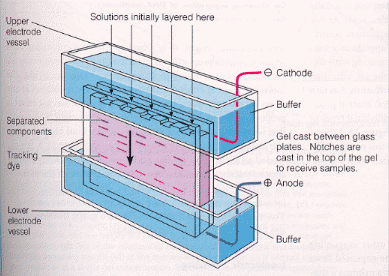 Upper
electrode
vessel
Solutions initially layered here
⊖ Cathode
Buffer
Separated
components
Gel cast between glass
plates. Notches are
cast in the top of the gel
to receive samples.
Tracking
dye
⊕ Anode
Lower
electrode
vessel
Buffer